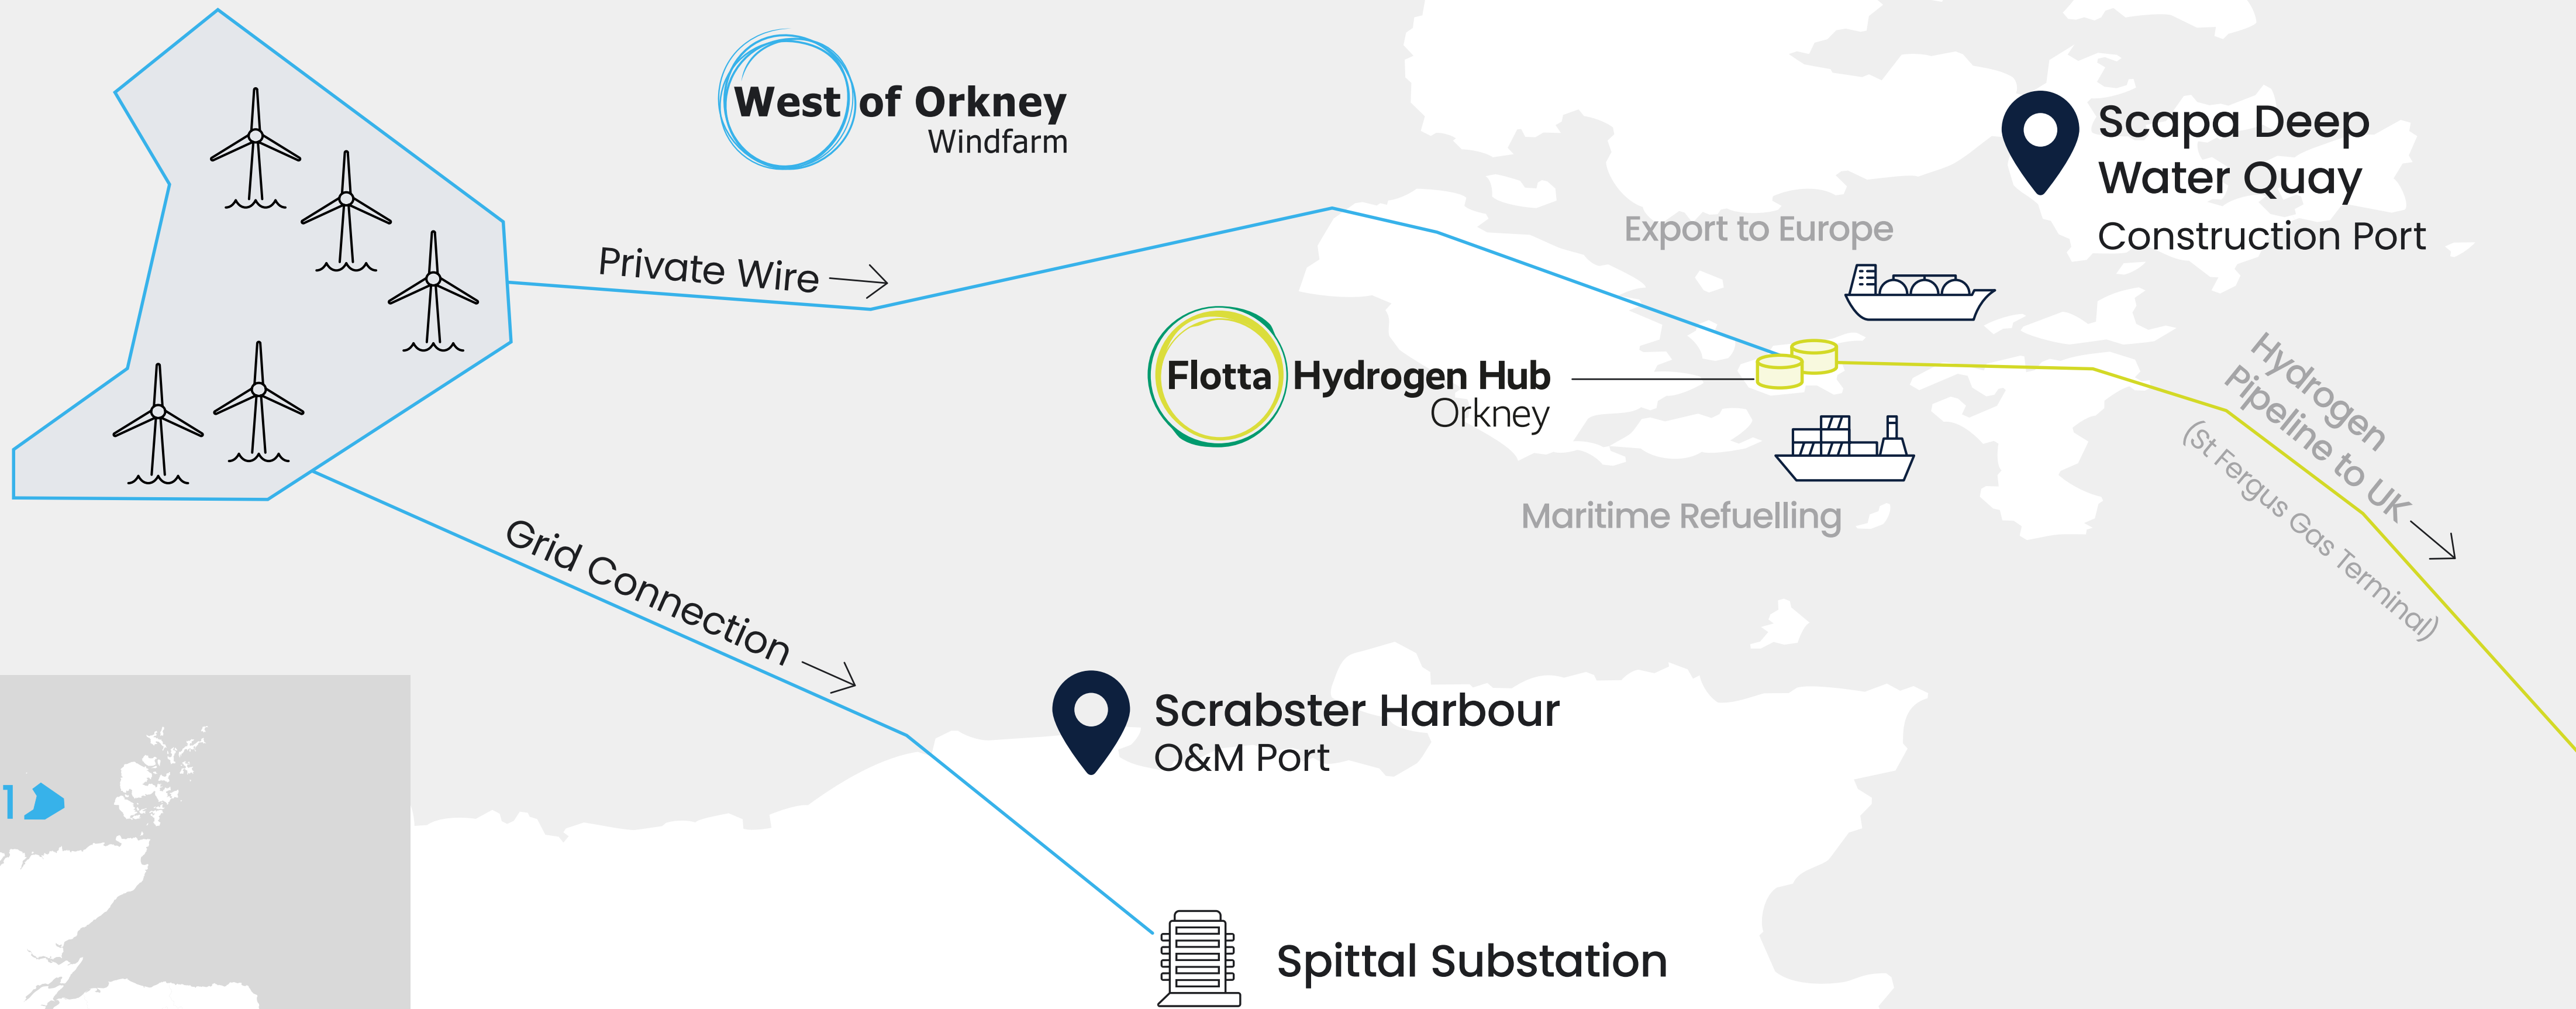 West of Orkney
Windfarm
Scapa Deep
Water Quay
Construction Port
Export to Europe
Private Wire
Flotta Hydrogen Hub
Orkney
Hydrogen
Pipeline to UK
(St Fergus Gas Terminal)
Maritime Refuelling
Grid Connection
Scrabster Harbour
O&M Port
1
Spittal Substation